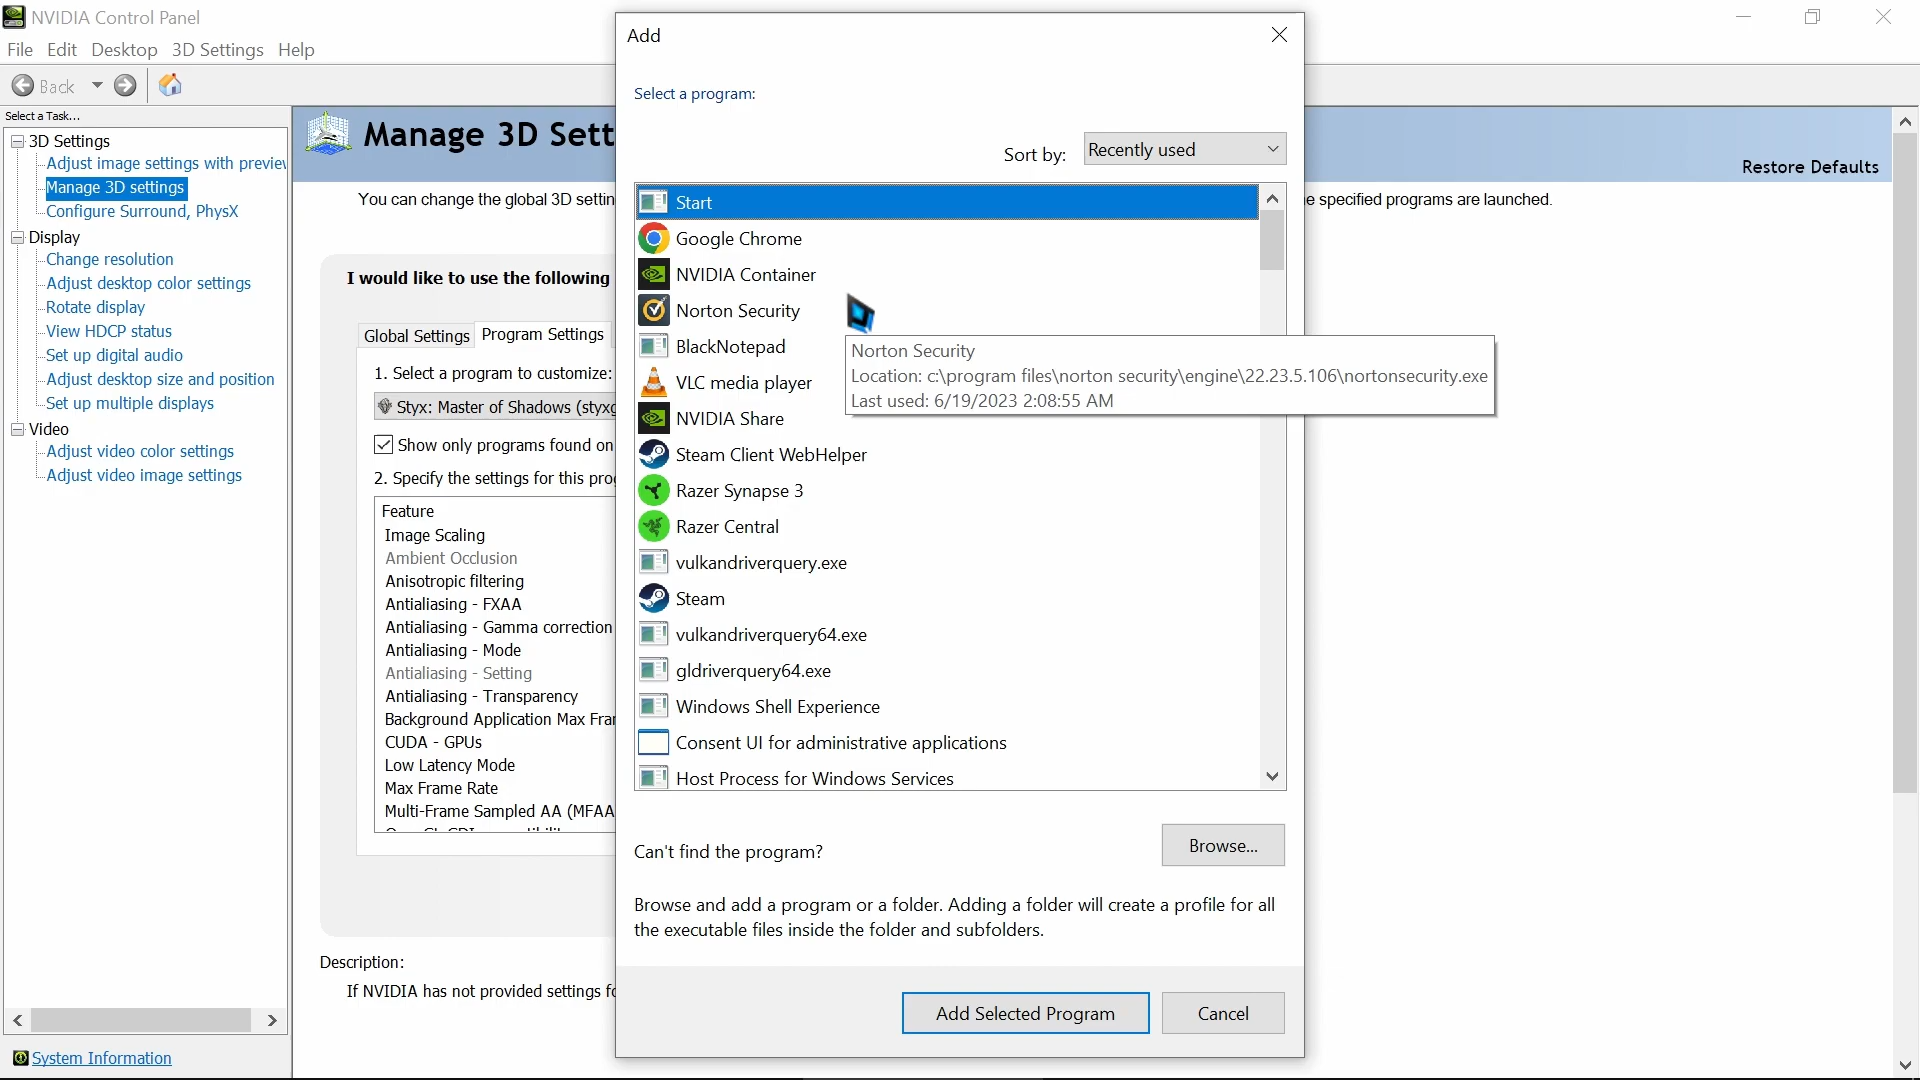 NVIDIA Control Panel
File Edit Desktop 3D Settings Help
Back
Select a Task...
3D Settings
Adjust image settings with preview
Manage 3D settings
Configure Surround, PhysX
Display
Change resolution
Adjust desktop color settings
Rotate display
View HDCP status
Set up digital audio
Adjust desktop size and position
Set up multiple displays
Video
Adjust video color settings
Adjust video image settings
System Information
Manage 3D Sett
Restore Defaults
You can change the global 3D settin
e specified programs are launched.
I would like to use the following
Global Settings Program Settings
1. Select a program to customize:
Styx: Master of Shadows (styxg
Show only programs found on
2. Specify the settings for this pro
Feature
Image Scaling
Ambient Occlusion
Anisotropic filtering
Antialiasing - FXAA
Antialiasing - Gamma correction
Antialiasing - Mode
Antialiasing - Setting
Antialiasing - Transparency
Background Application Max Fra
CUDA - GPUs
Low Latency Mode
Max Frame Rate
Multi-Frame Sampled AA (MFAA
Description:
If NVIDIA has not provided settings fo
Add
Select a program:
Sort by: Recently used
Start
Google Chrome
NVIDIA Container
Norton Security
BlackNotepad
VLC media player
NVIDIA Share
Steam Client WebHelper
Razer Synapse 3
Razer Central
vulkandriverquery.exe
Steam
vulkandriverquery64.exe
gldriverquery64.exe
Windows Shell Experience
Consent UI for administrative applications
Host Process for Windows Services
Norton Security
Location: c:\program files\norton security\engine\22.23.5.106\nortonsecurity.exe
Last used: 6/19/2023 2:08:55 AM
Can't find the program?
Browse...
Browse and add a program or a folder. Adding a folder will create a profile for all
the executable files inside the folder and subfolders.
Add Selected Program
Cancel